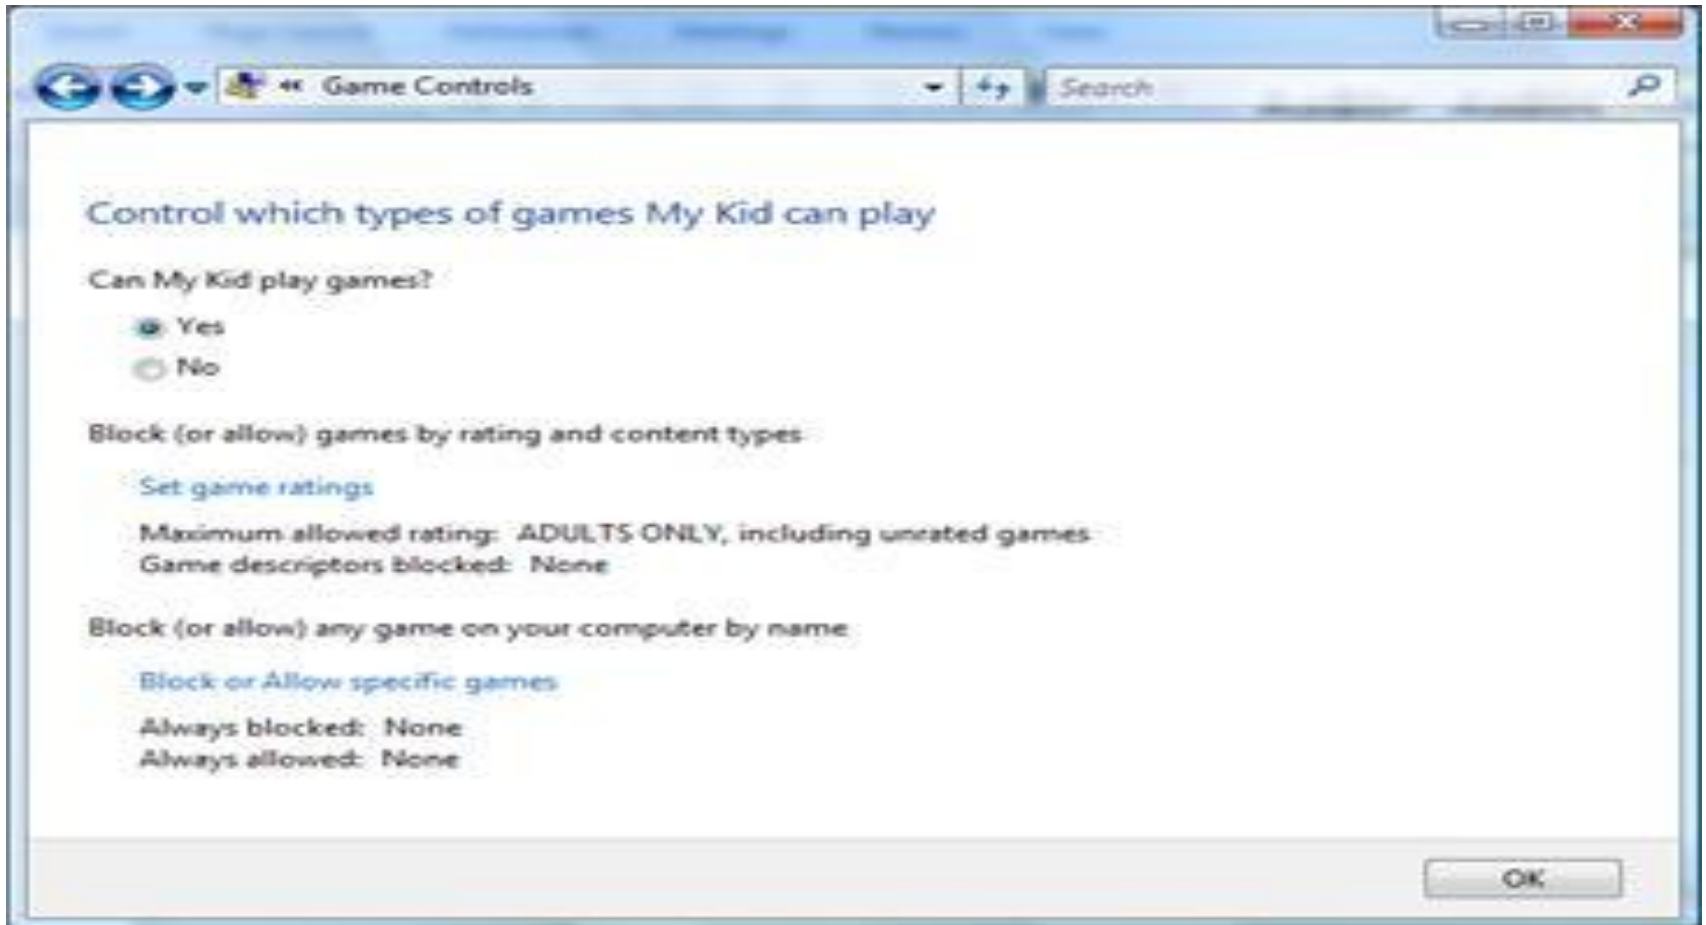 « Game Controls
Search
Control which types of games My Kid can play
Can My Kid play games?
Yes
No
Block (or allow) games by rating and content types
Set game ratings
Maximum allowed rating: ADULTS ONLY, including unrated games
Game descriptors blocked: None
Block (or allow) any game on your computer by name
Block or Allow specific games
Always blocked: None
Always allowed: None
OK